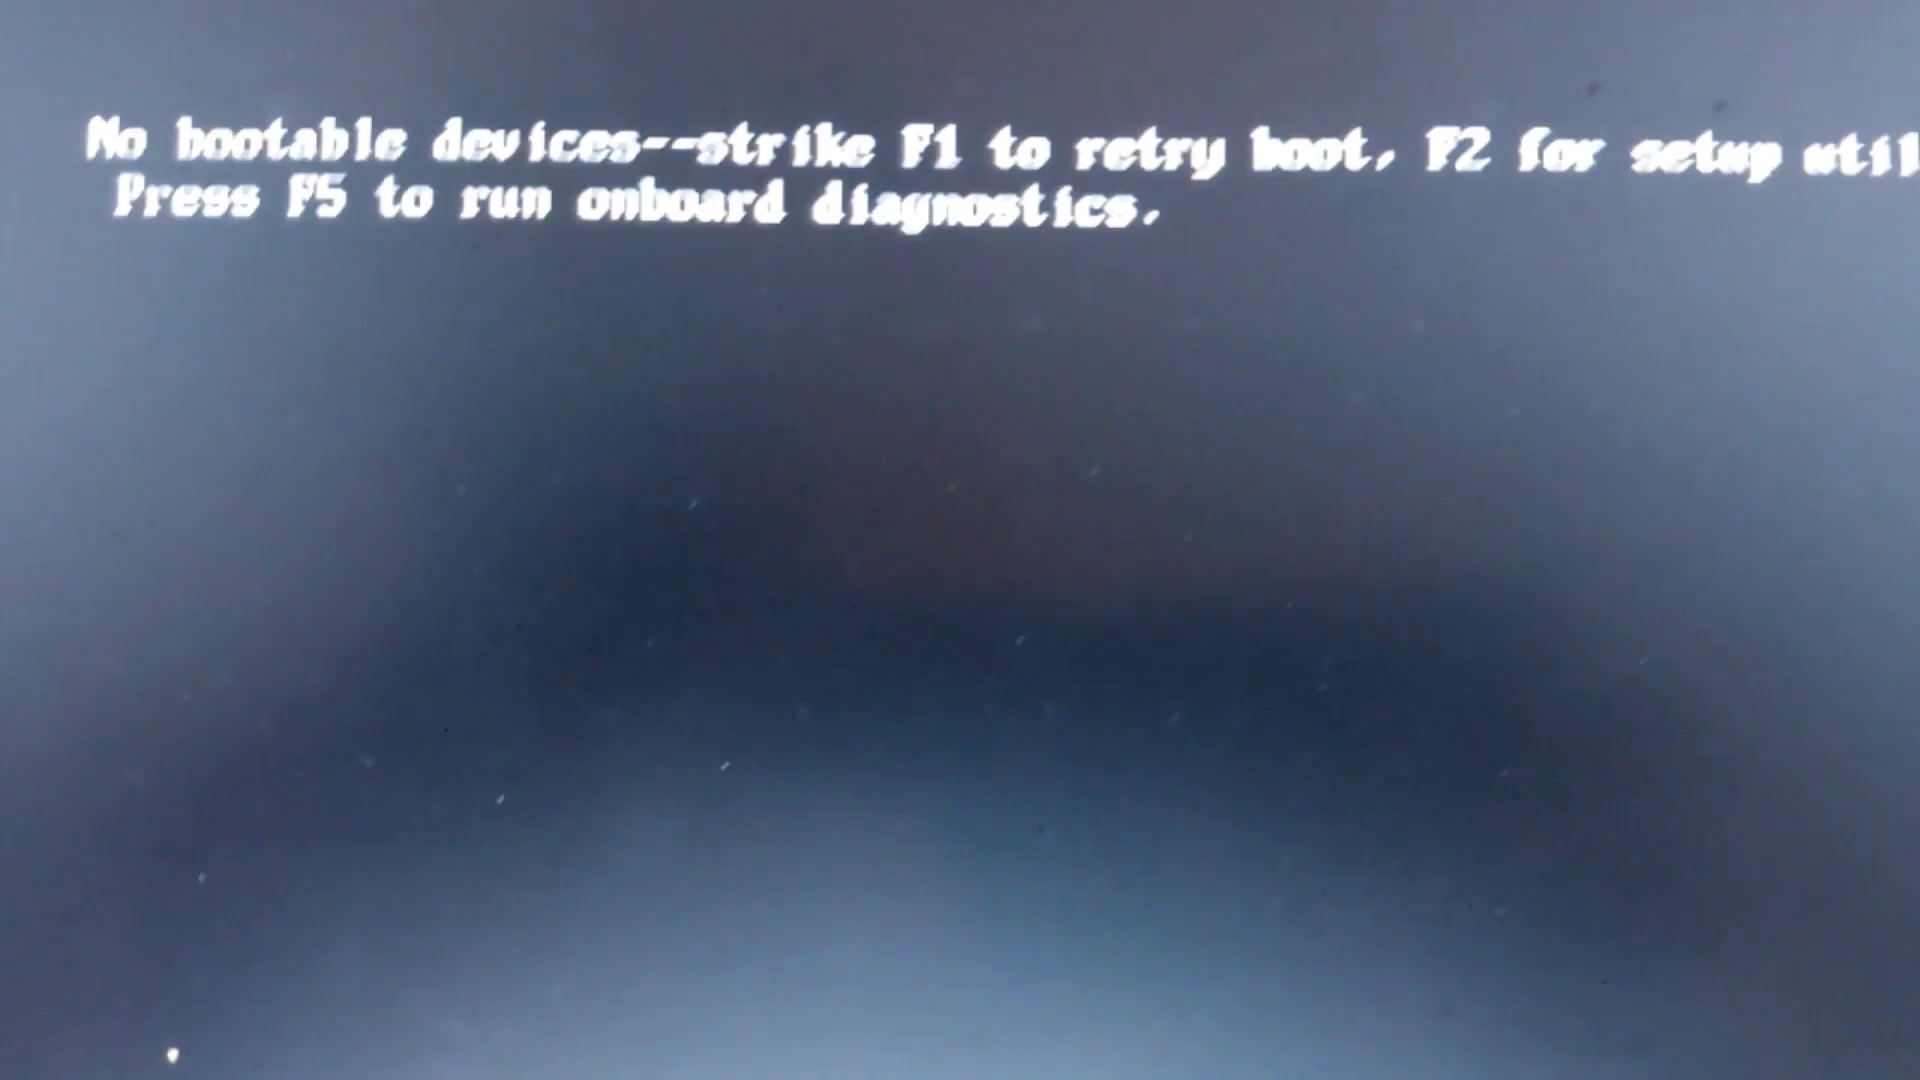 No bootable devices--strike F1 to retry boot, F2 for setup
Press F5 to run onboard diagnostics.